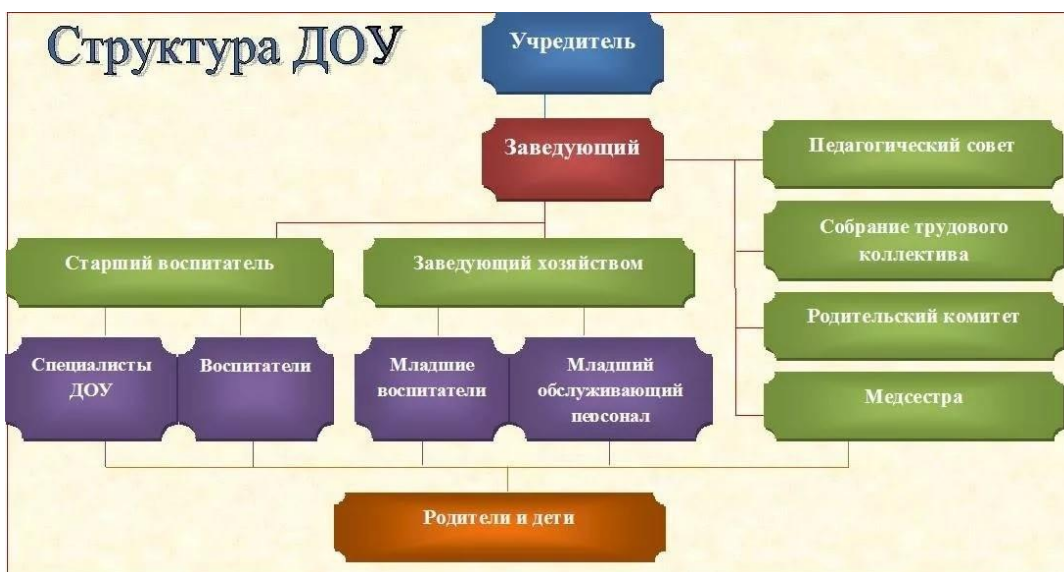 Структура ДОУ
Учредитель
Заведующий
Педагогический совет
Собрание трудового
коллектива
Родительский комитет
Медсестра
Старший воспитатель
Заведующий хозяйством
Специалисты
ДОУ
Воспитатели
Младшие
воспитатели
Младший
обслуживающий
персонал
Родители и дети